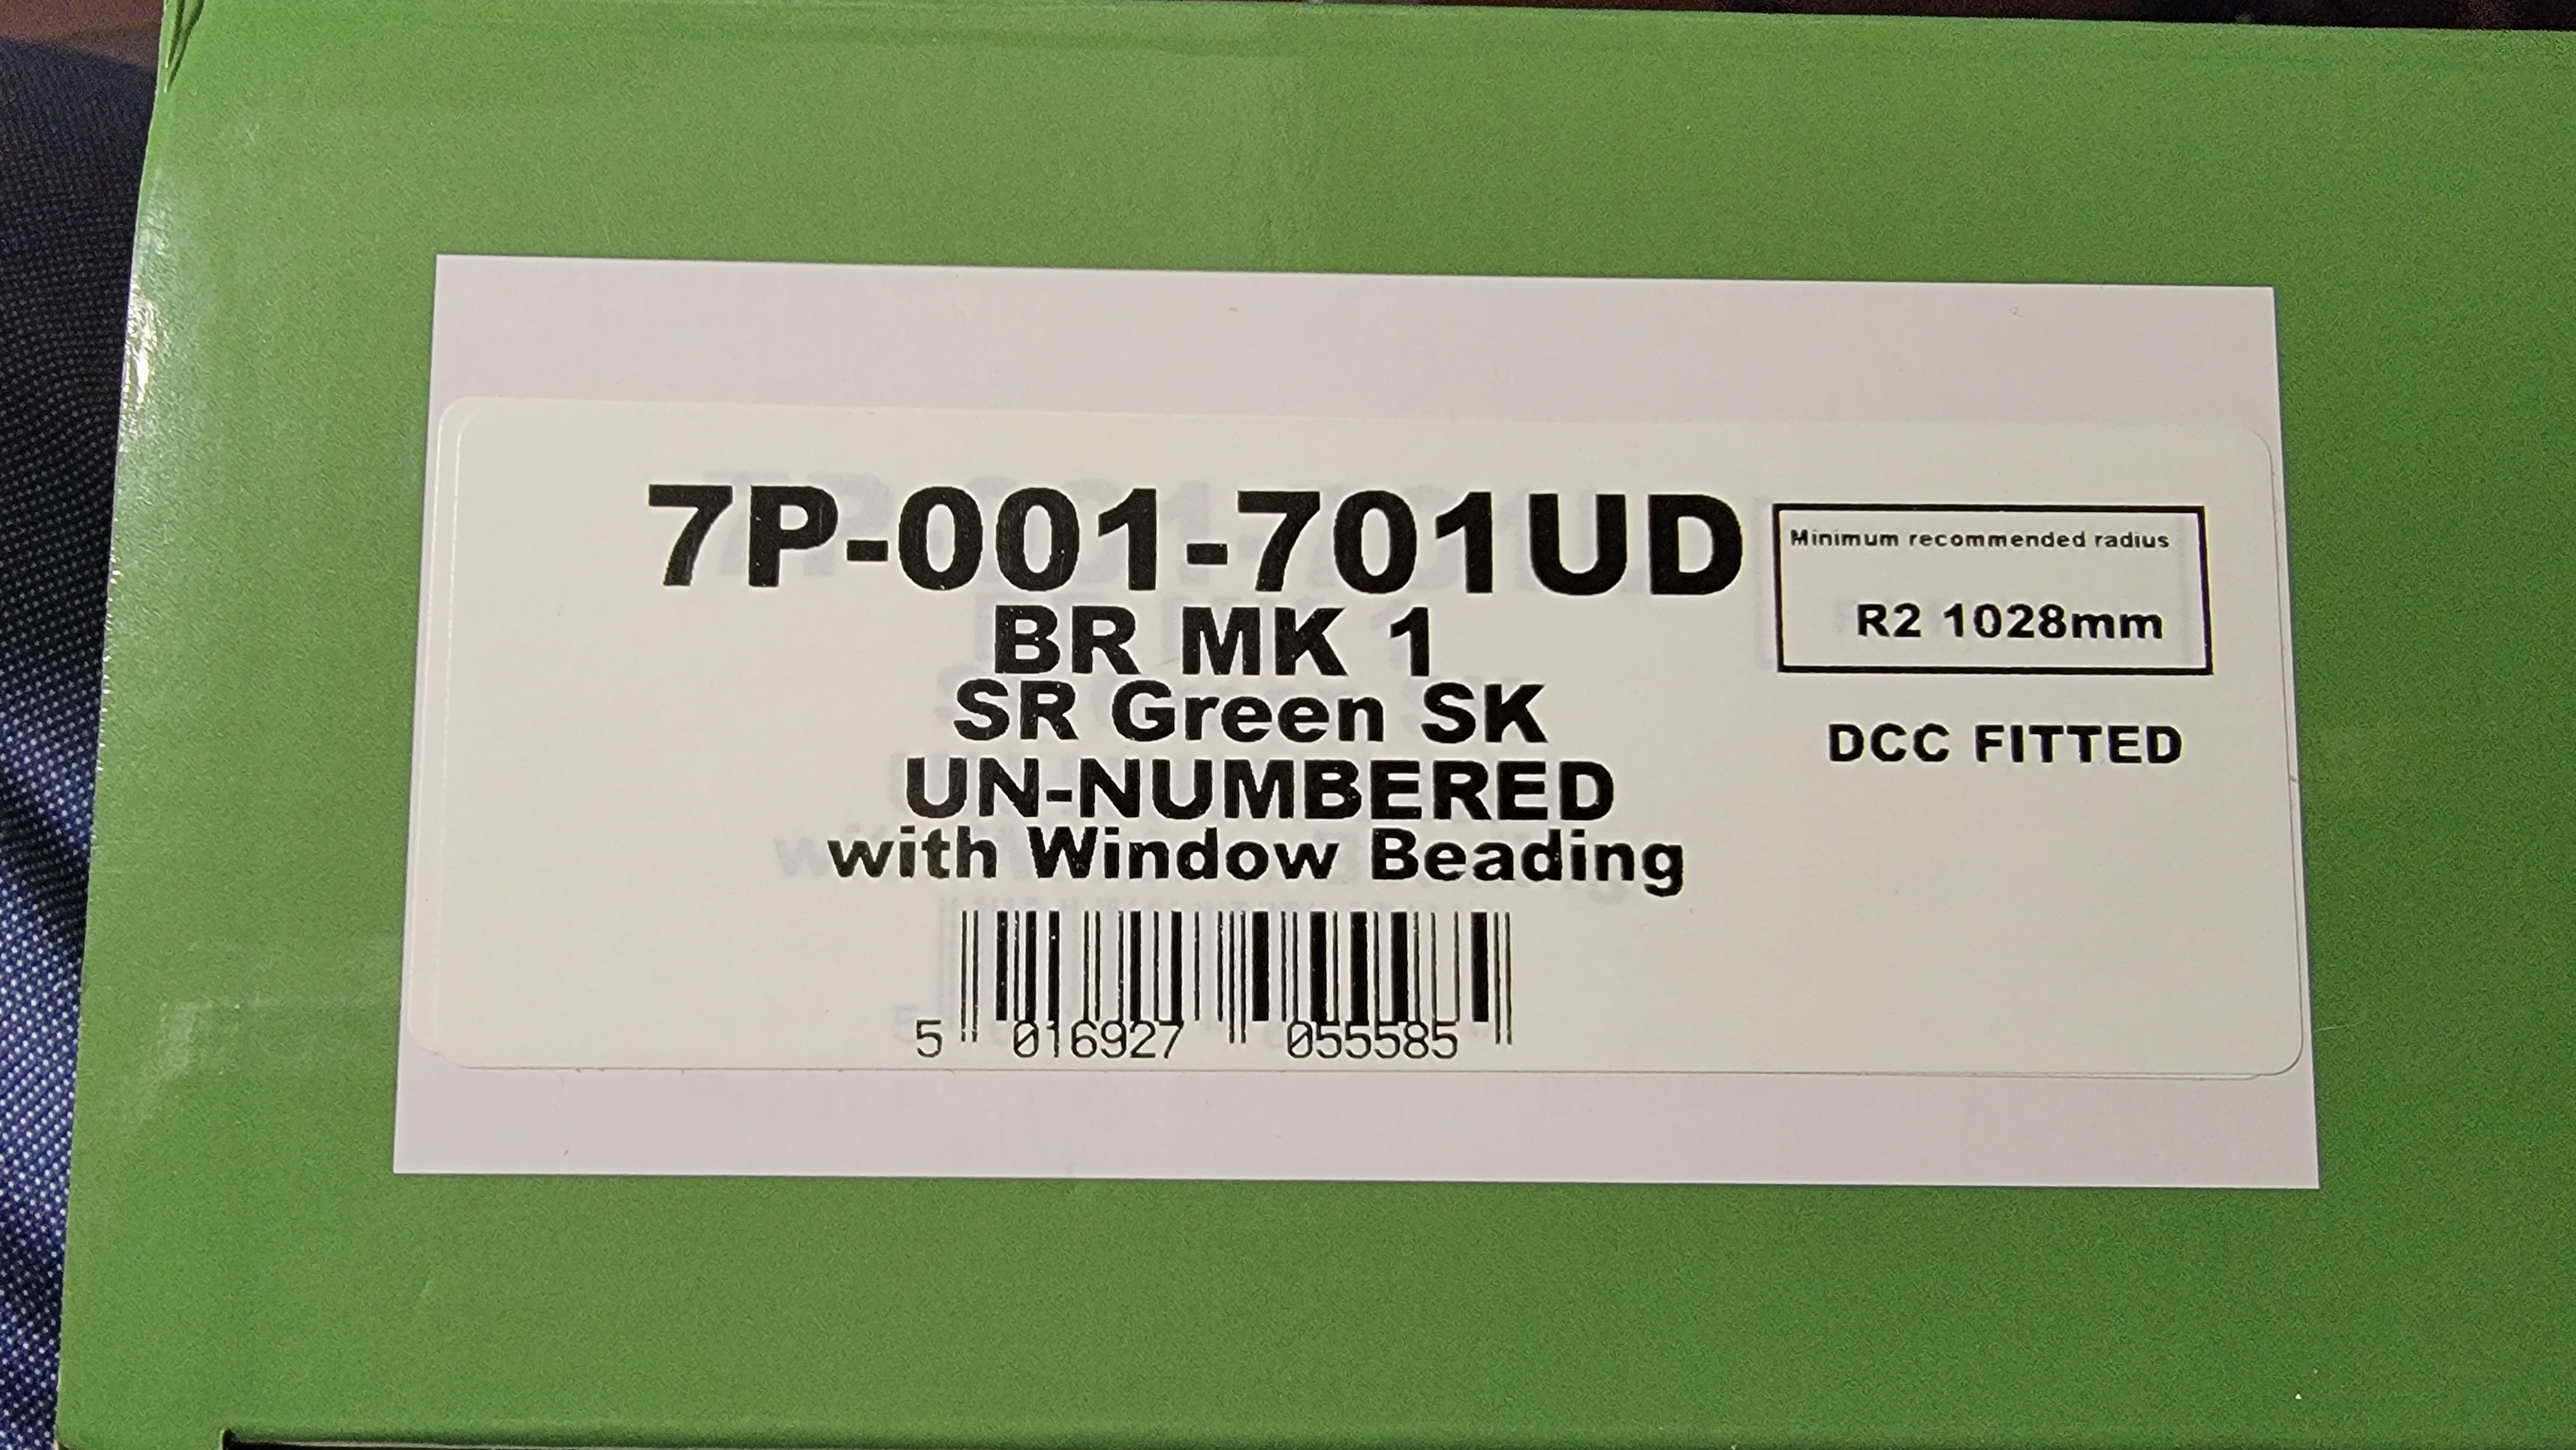 7P-001-701UD
BR MK 1
SR Green SK
UN-NUMBERED
with Window Beading
5 016927 055585
Minimum recommended radius
R2 1028mm
DCC FITTED